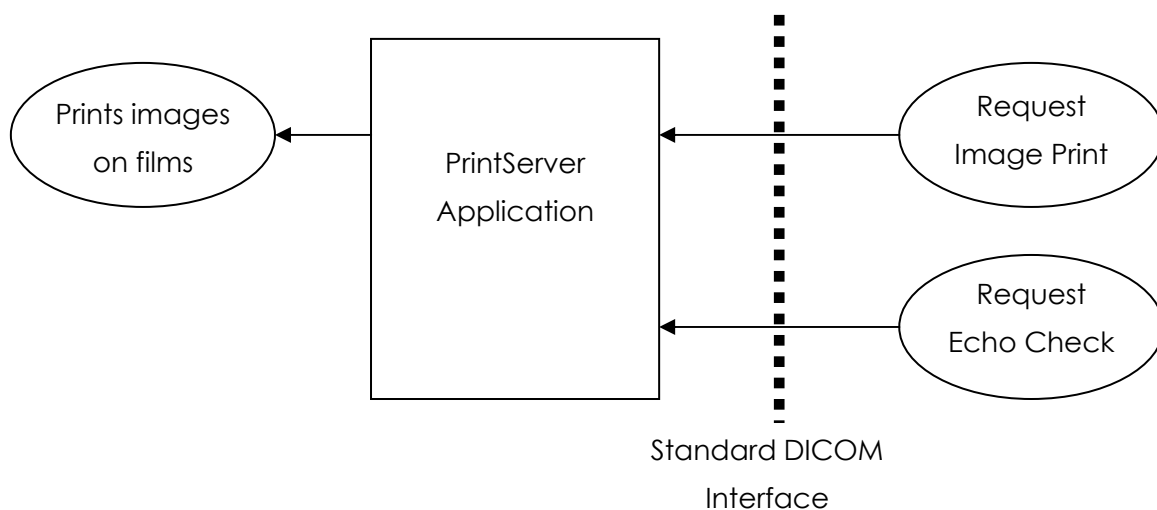 Prints images
on films
PrintServer
Application
Request
Image Print
Request
Echo Check
Standard DICOM
Interface